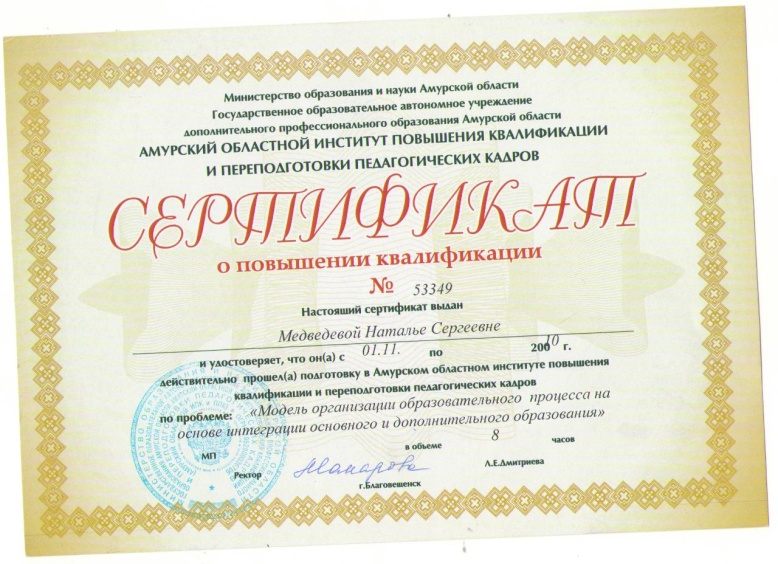 Министерство образования и науки Амурской области
Государственное образовательное автономное учреждение
дополнительного профессионального образования Амурской области
АМУРСКИЙ ОБЛАСТНОЙ ИНСТИТУТ ПОВЫШЕНИЯ КВАЛИФИКАЦИИ
И ПЕРЕПОДГОТОВКИ ПЕДАГОГИЧЕСКИХ КАДРОВ
СЕРТИФИКАТ
о повышении квалификации
№ 53349
Настоящий сертификат выдан
Медведевой Наталье Сергеевне
и удостоверяет, что он(а) с 01.11. по 20010 г.
действительно прошел(а) подготовку в Амурском областном институте повышения
квалификации и переподготовки педагогических кадров
по проблеме: «Модель организации образовательного процесса на
основе интеграции основного и дополнительного образования»
МП в объеме 8 часов
Ректор Л.Е.Дмитриева
г.Благовещенск